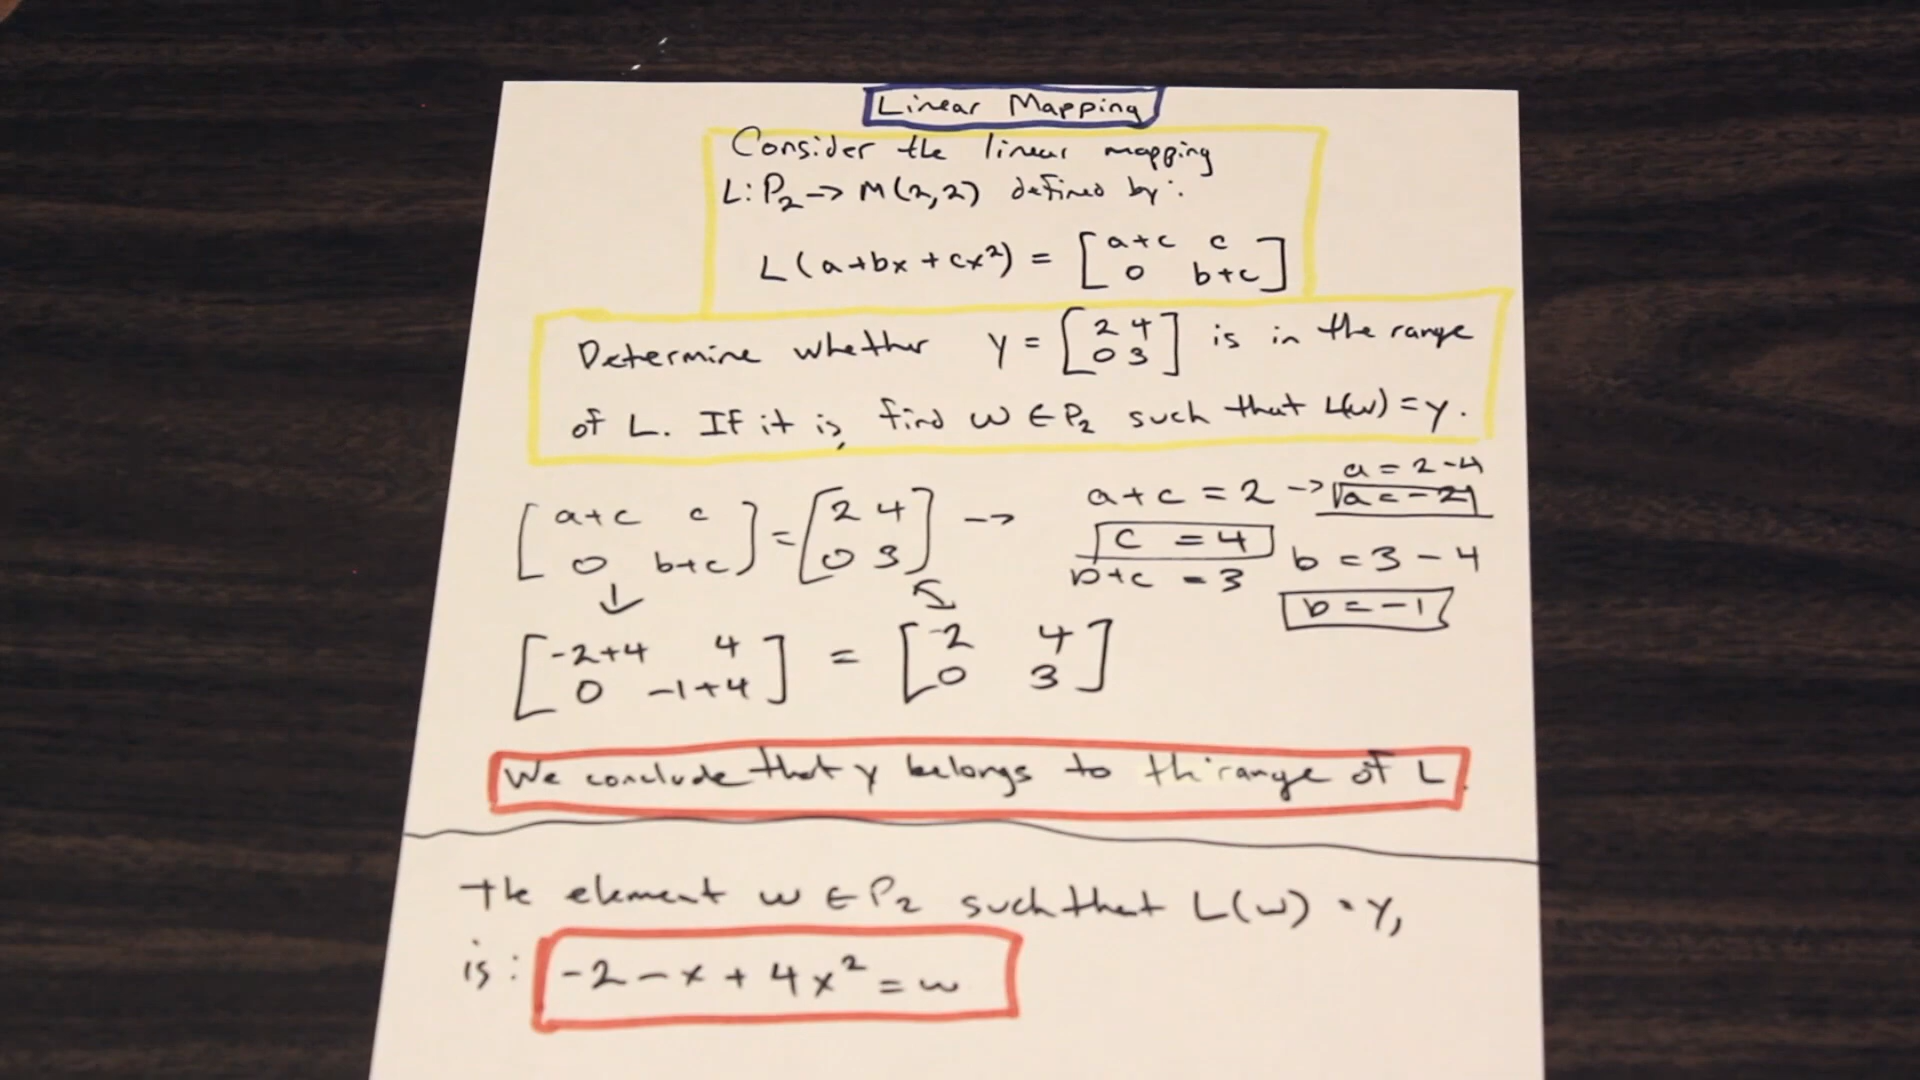 Linear Mapping
Consider the linear mapping
L: P₂ -> M(2,2) defined by:
L(a+bx+cx²) = [a+c c
0 b+c]
Determine whether y = [2 4
0 3] is in the range
of L. If it is, find w ∈ P₂ such that L(w) = y.
[a+c c
0 b+c] = [2 4
0 3] ->
a+c = 2 -> a = 2-4
a = -2
c = 4
b+c = 3
b = 3-4
b = -1
[-2+4 4
0 -1+4] = [2 4
0 3]
We conclude that y belongs to th range of L.
The element w ∈ P₂ such that L(w) = y,
is: -2 - x + 4x² = w